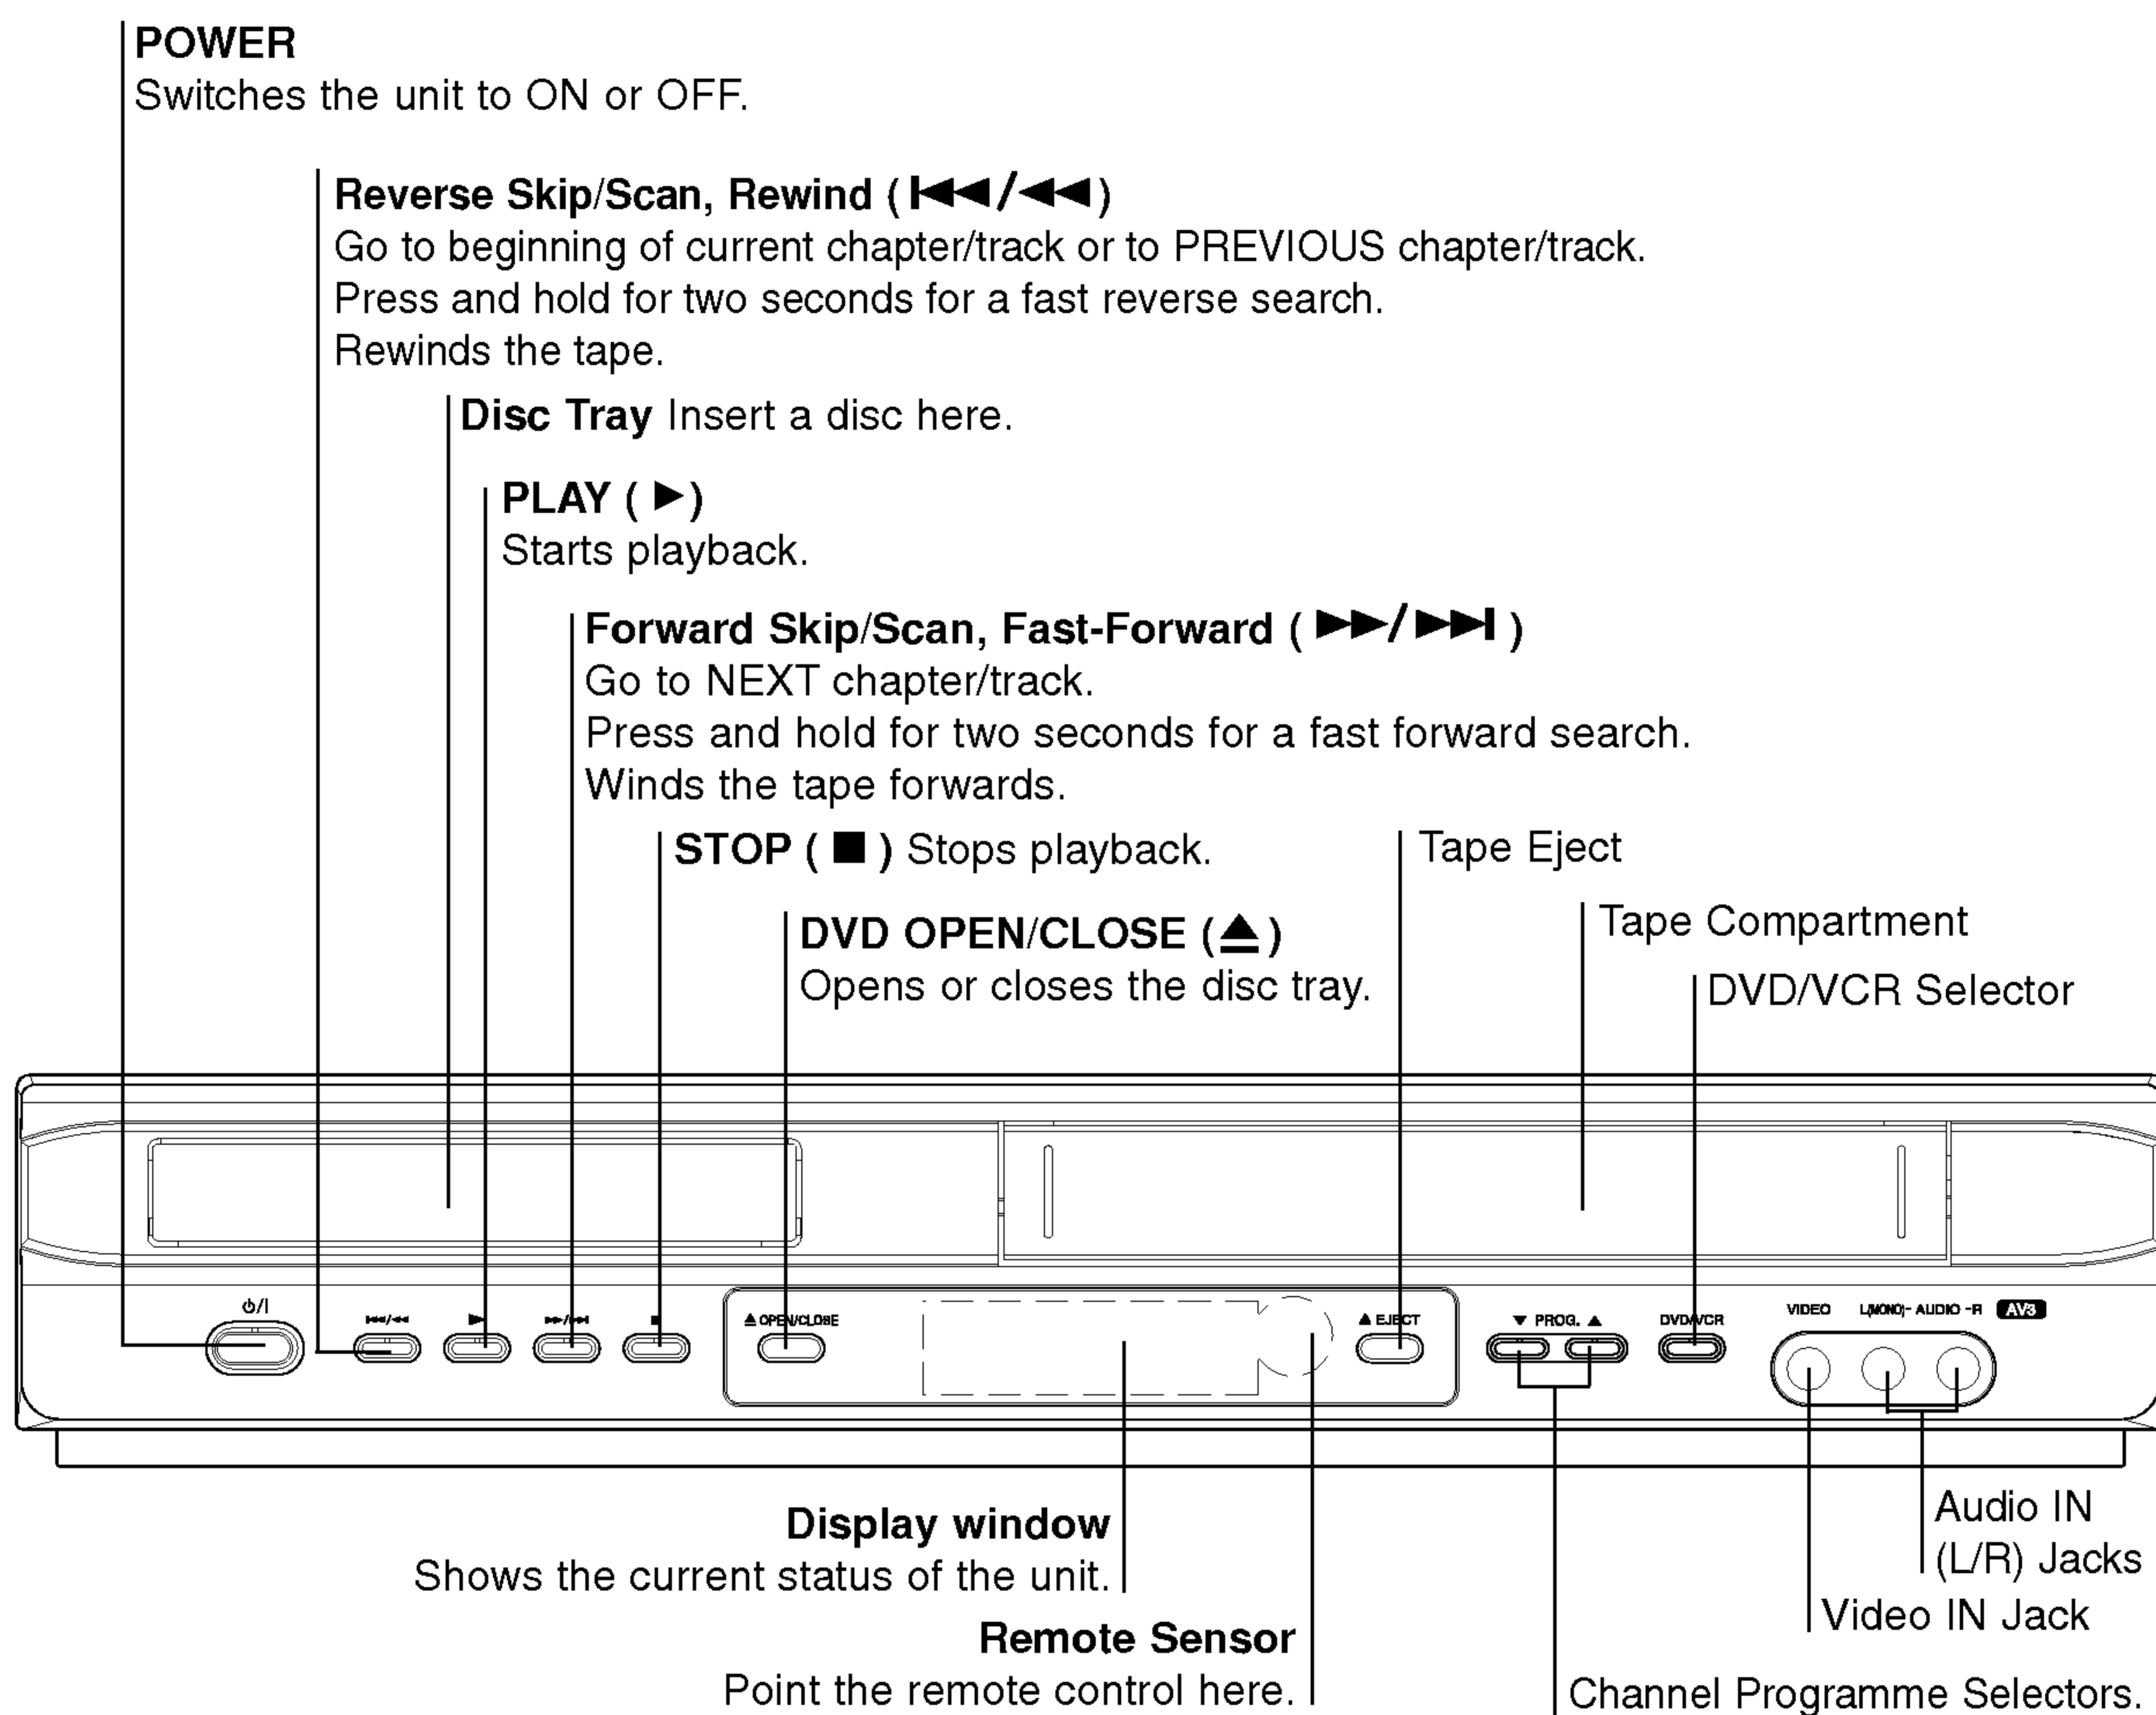 POWER
Switches the unit to ON or OFF.
Reverse Skip/Scan, Rewind (⏮/◀◀)
Go to beginning of current chapter/track or to PREVIOUS chapter/track.
Press and hold for two seconds for a fast reverse search.
Rewinds the tape.
Disc Tray Insert a disc here.
PLAY ( ▶)
Starts playback.
Forward Skip/Scan, Fast-Forward ( ▶▶/⏭ )
Go to NEXT chapter/track.
Press and hold for two seconds for a fast forward search.
Winds the tape forwards.
STOP ( ■ ) Stops playback.
Tape Eject
DVD OPEN/CLOSE (⏏)
Opens or closes the disc tray.
Tape Compartment
DVD/VCR Selector
⏻/I
⏮/◀◀
▶
▶▶/⏭
■
▲ OPEN/CLOSE
▲ EJECT
▼ PROG. ▲
DVD/VCR
VIDEO
L(MONO)- AUDIO -R
AV3
Display window
Shows the current status of the unit.
Remote Sensor
Point the remote control here.
Audio IN
(L/R) Jacks
Video IN Jack
Channel Programme Selectors.